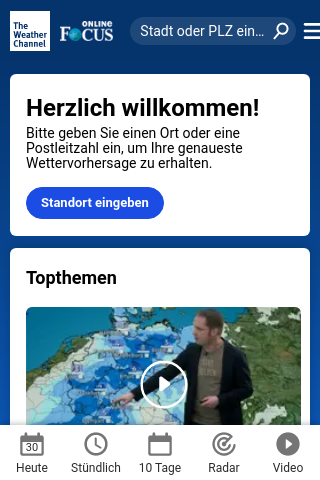 The
Weather
Channel
ONLINE
FOCUS
Stadt oder PLZ ein...
Herzlich willkommen!
Bitte geben Sie einen Ort oder eine
Postleitzahl ein, um Ihre genaueste
Wettervorhersage zu erhalten.
Standort eingeben
Topthemen
30
Heute
Stündlich
10 Tage
Radar
Video